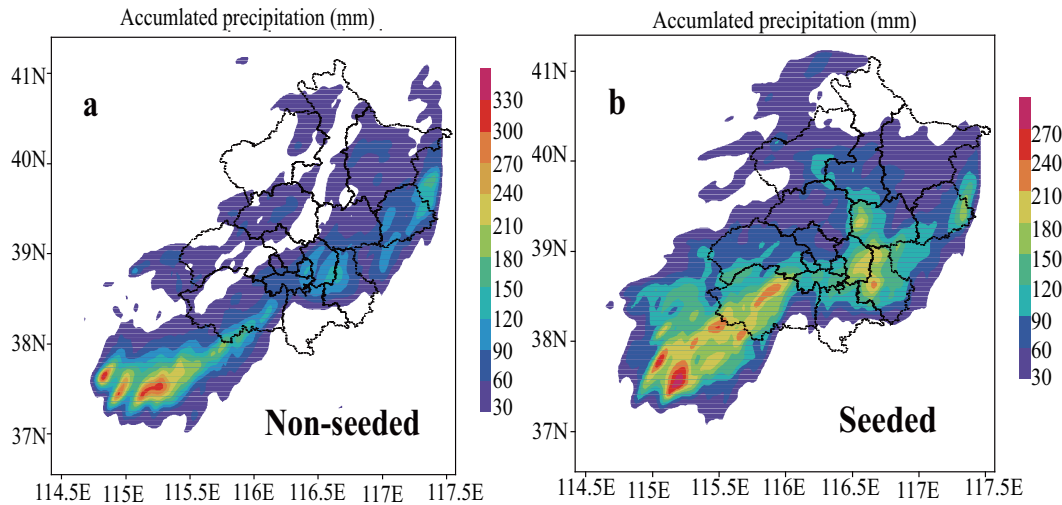 Accumlated precipitation (mm)
a
41N
40N
39N
38N
37N
114.5E 115E 115.5E 116E 116.5E 117E 117.5E
Non-seeded
330
300
270
240
210
180
150
120
90
60
30
Accumlated precipitation (mm)
b
41N
40N
39N
38N
37N
114.5E 115E 115.5E 116E 116.5E 117E 117.5E
Seeded
270
240
210
190
150
120
90
60
30